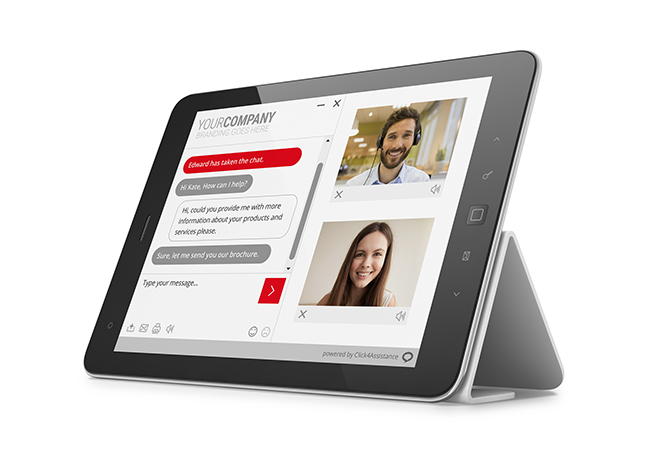 YOURCOMPANY
BRANDING GOES HERE
Edward has taken the chat.
Hi Kate, How can I help?
Hi, could you provide me with more
information about your products and
services please.
Sure, let me send you our brochure.
Type your message...
powered by Click4Assistance